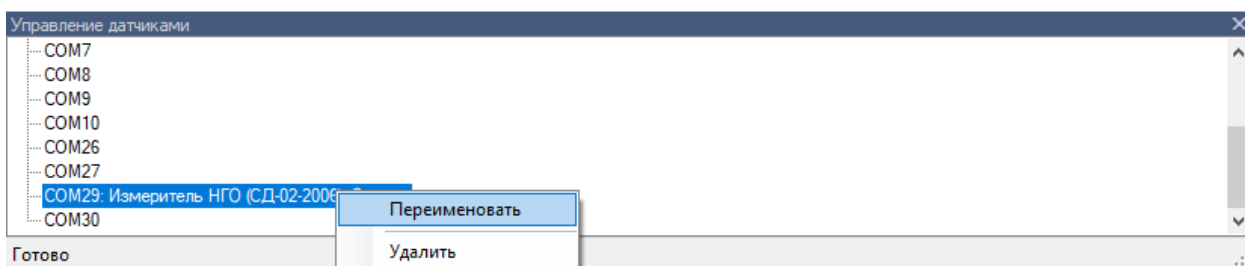 Управление датчиками
COM7
COM8
COM9
COM10
COM26
COM27
COM29: Измеритель НГО (СД-02-2006)
Переименовать
COM30
Удалить
Готово